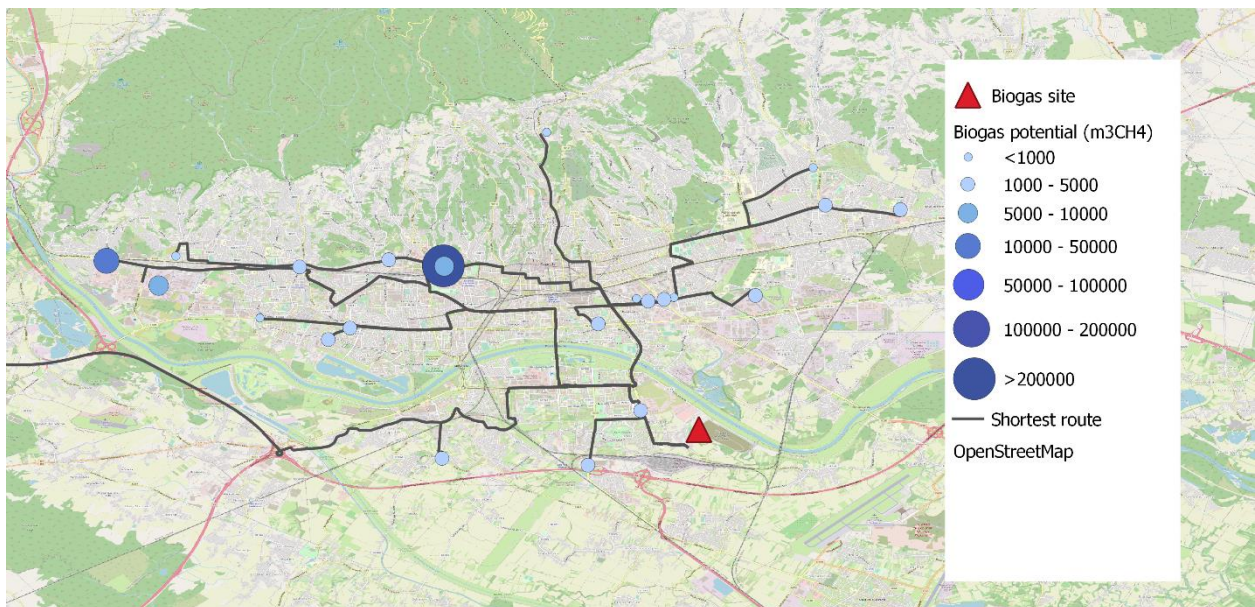 Biogas site
Biogas potential (m3CH4)
<1000
1000 - 5000
5000 - 10000
10000 - 50000
50000 - 100000
100000 - 200000
>200000
Shortest route
OpenStreetMap